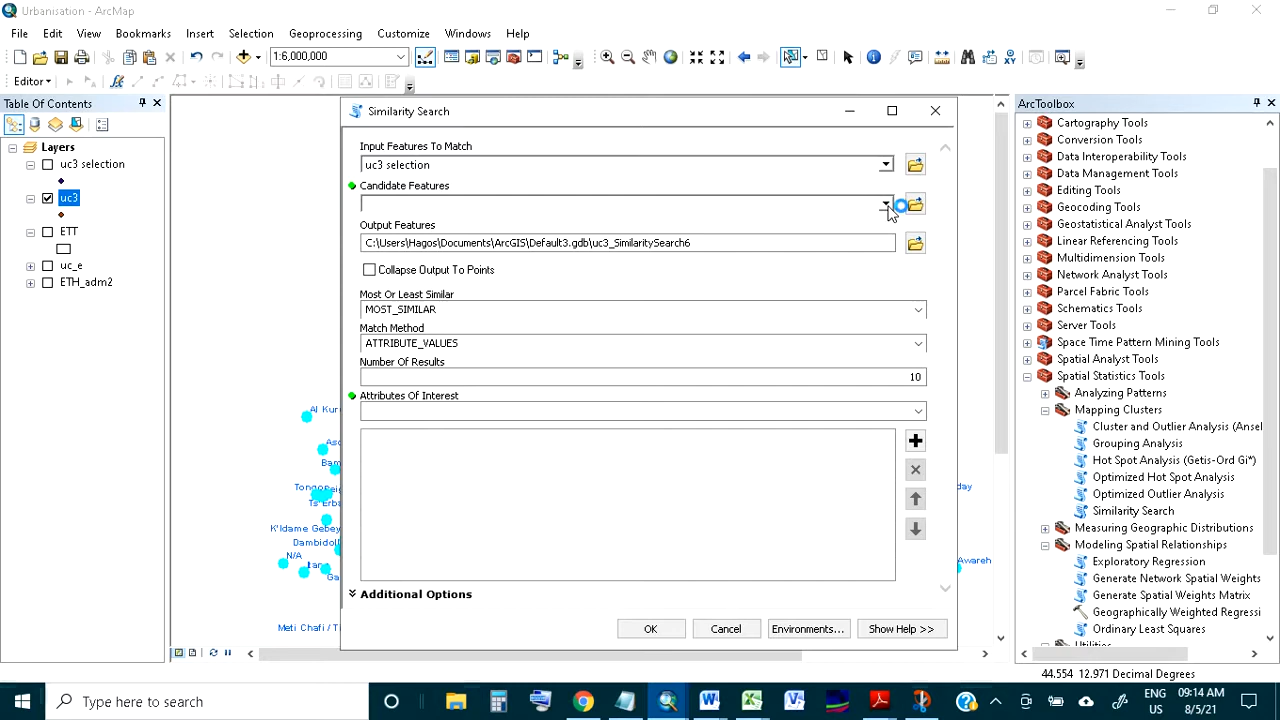 Urbanisation - ArcMap
File Edit View Bookmarks Insert Selection Geoprocessing Customize Windows Help
1:6,000,000
Editor
Table Of Contents
Layers
uc3 selection
uc3
ETT
uc_e
ETH_adm2
Al Kur
Aso
Bam
Ts'Erb
K'Idame Gebey
Dambidol
N/A
Meti Chafi / T
day
Awareh
Similarity Search
Input Features To Match
uc3 selection
Candidate Features
Output Features
C:\Users\Hagos\Documents\ArcGIS\Default3.gdb\uc3_SimilaritySearch6
Collapse Output To Points
Most Or Least Similar
MOST_SIMILAR
Match Method
ATTRIBUTE_VALUES
Number Of Results
10
Attributes Of Interest
Additional Options
OK Cancel Environments... Show Help >>
ArcToolbox
Cartography Tools
Conversion Tools
Data Interoperability Tools
Data Management Tools
Editing Tools
Geocoding Tools
Geostatistical Analyst Tools
Linear Referencing Tools
Multidimension Tools
Network Analyst Tools
Parcel Fabric Tools
Schematics Tools
Server Tools
Space Time Pattern Mining Tools
Spatial Analyst Tools
Spatial Statistics Tools
Analyzing Patterns
Mapping Clusters
Cluster and Outlier Analysis (Ansel
Grouping Analysis
Hot Spot Analysis (Getis-Ord Gi*)
Optimized Hot Spot Analysis
Optimized Outlier Analysis
Similarity Search
Measuring Geographic Distributions
Modeling Spatial Relationships
Exploratory Regression
Generate Network Spatial Weights
Generate Spatial Weights Matrix
Geographically Weighted Regressi
Ordinary Least Squares
Utilities
44.554 12.971 Decimal Degrees
Type here to search
ENG
US
09:14 AM
8/5/21